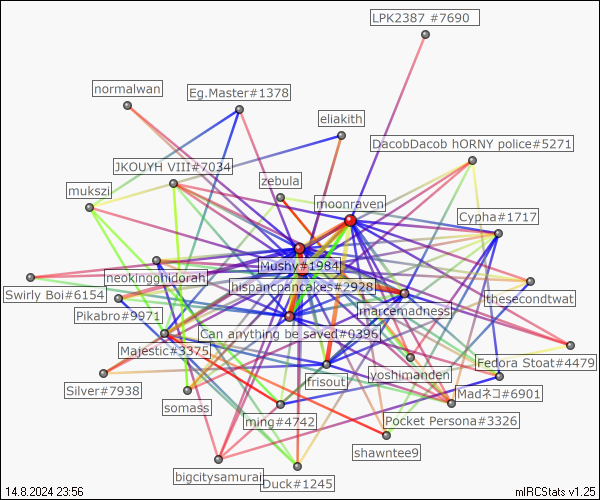 LPK2387 #7690
normalwan
Eg.Master#1378
eliakith
DacobDacob hORNY police#5271
JKOUYH VIII#7034
zebula
mukszi
moonraven
Cypha#1717
Mushy#1984
neokingghidorah
hispancpancakes#2928
Swirly Boi#6154
thesecondtwat
Pikabro#9971
marcemadness
Can anything be saved#0396
Majestic#3375
Fedora Stoat#4479
yoshimanden
frisout
Silver#7938
Madネコ#6901
somass
ming#4742
Pocket Persona#3326
shawntee9
bigcitysamurai
Duck#1245
14.8.2024 23:56
mIRCStats v1.25